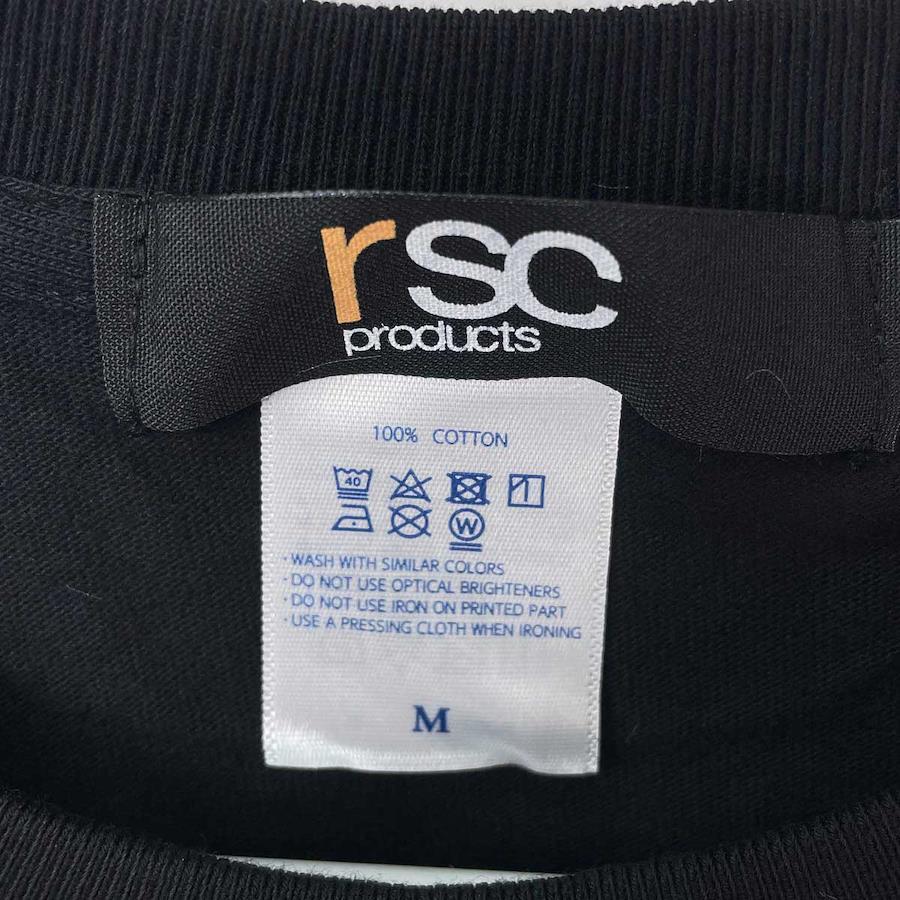 rsc
products
100% COTTON
40
W
· WASH WITH SIMILAR COLORS
· DO NOT USE OPTICAL BRIGHTENERS
· DO NOT USE IRON ON PRINTED PART
· USE A PRESSING CLOTH WHEN IRONING
M